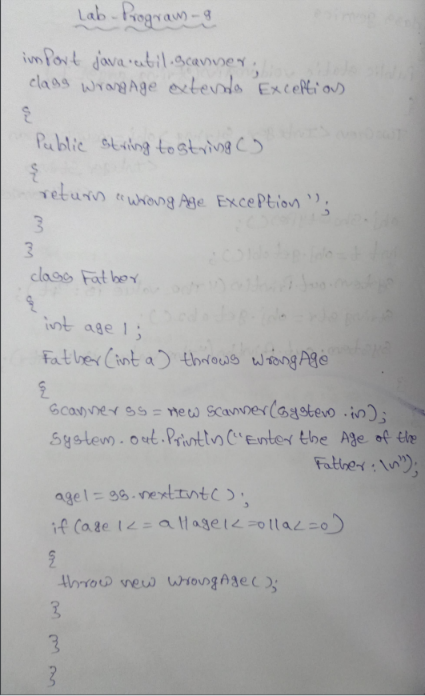 Lab-Program-8
import java.util.scanner;
class WrongAge extends Exception
{
Public string tostring()
{
return "Wrong Age Exception";
}
}
class Father
{
int age1;
Father(int a) throws WrongAge
{
Scanner ss = new scanner(System.in);
System.out.Println("Enter the Age of the
Father:\n");
age1=ss.nextInt();
if (age1<=a||age1<=0||a<=0)
{
throw new WrongAge();
}
}
}